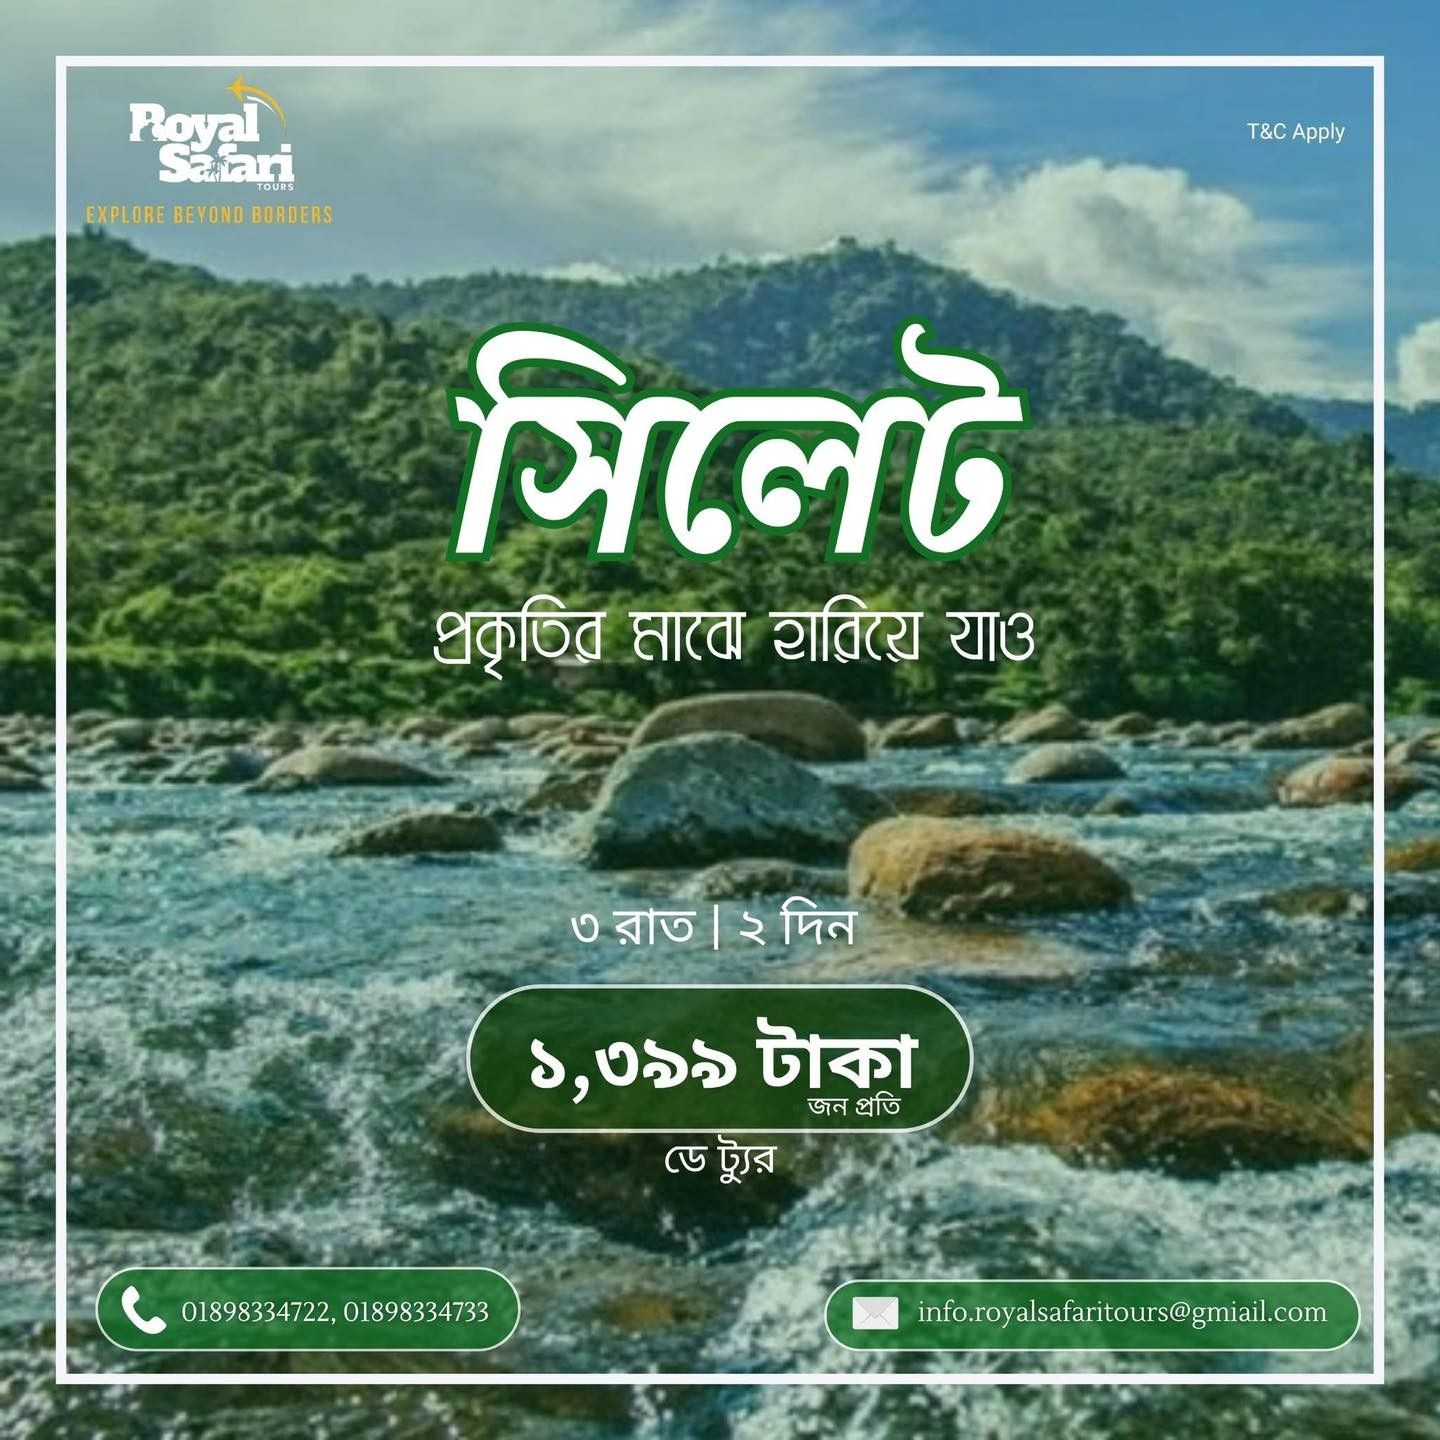 Royal
Safari
TOURS
EXPLORE BEYOND BORDERS
T&C Apply
সিলেট
প্রকৃতির মাঝে হারিয়ে যাও
৩ রাত | ২ দিন
১,৩৯৯ টাকা
জন প্রতি
ডে ট্যুর
01898334722, 01898334733
info.royalsafaritours@gmiail.com